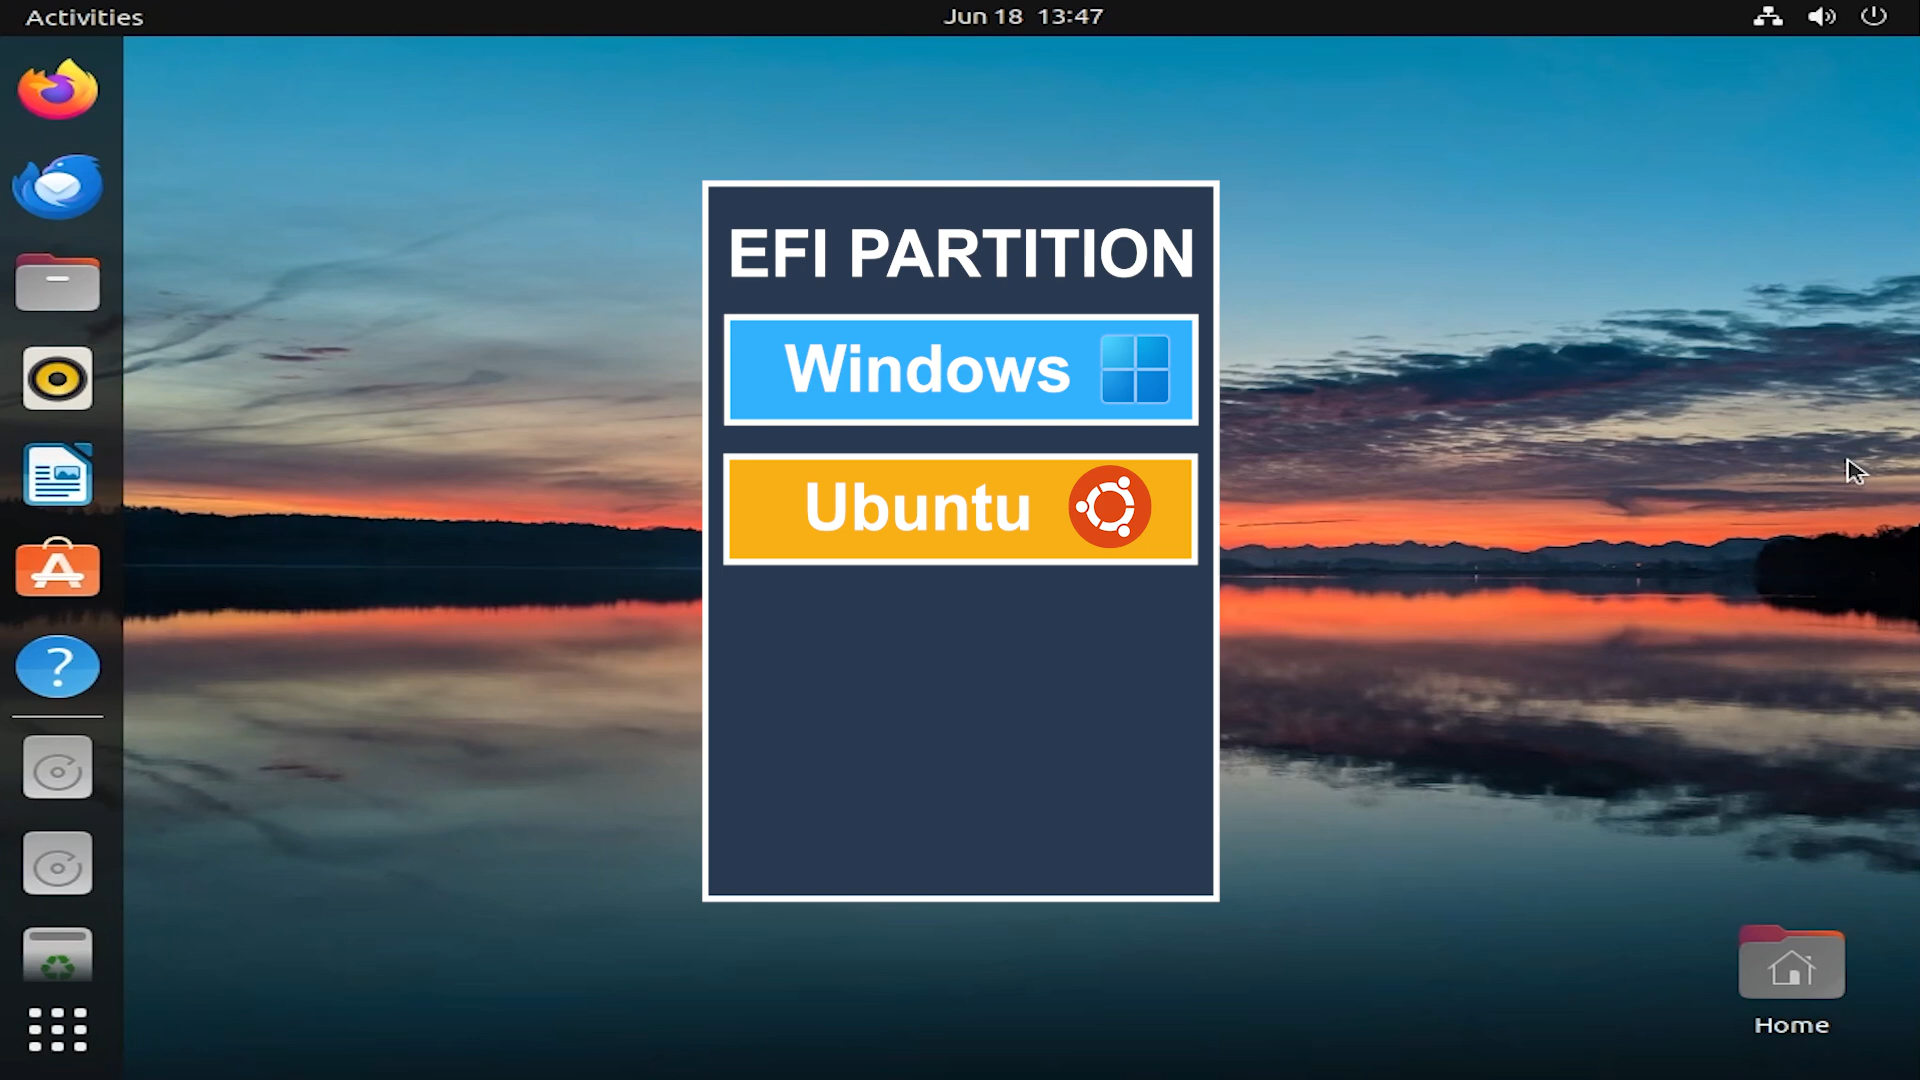 Activities
Jun 18 13:47
EFI PARTITION
Windows
Ubuntu
Home